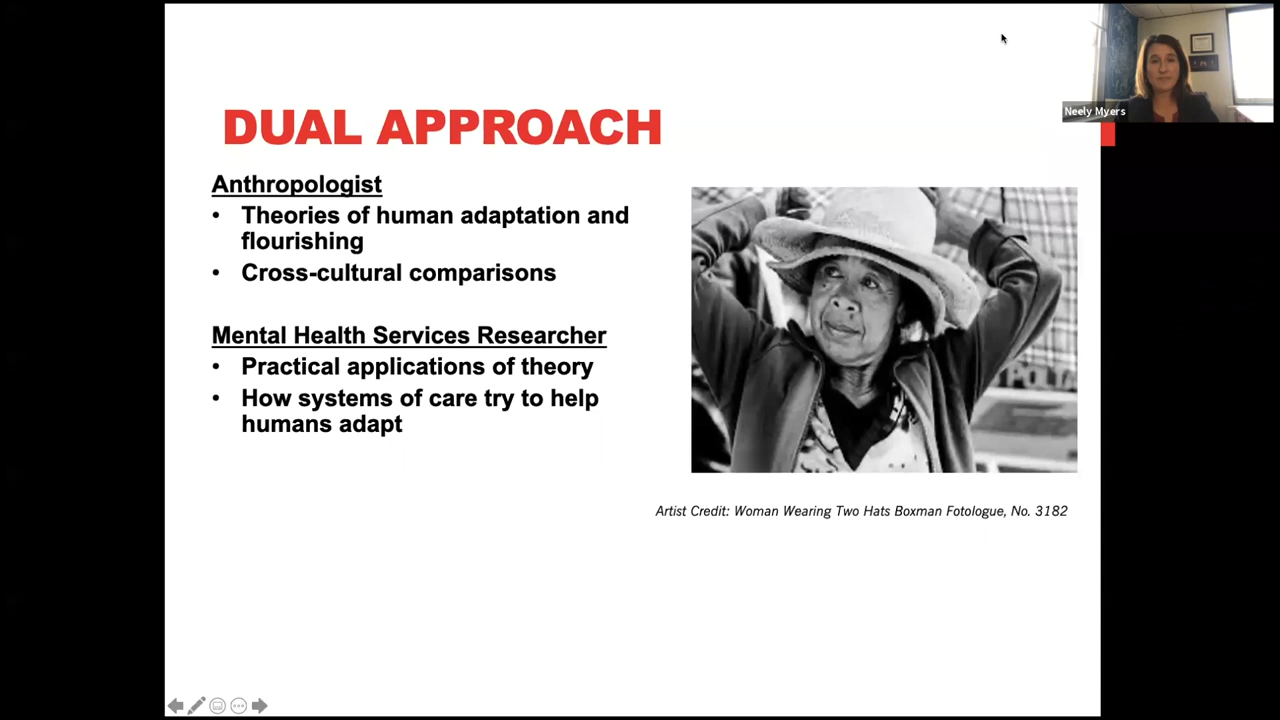 DUAL APPROACH
Anthropologist
• Theories of human adaptation and
flourishing
• Cross-cultural comparisons
Mental Health Services Researcher
• Practical applications of theory
• How systems of care try to help
humans adapt
Artist Credit: Woman Wearing Two Hats Boxman Fotologue, No. 3182
Neely Myers